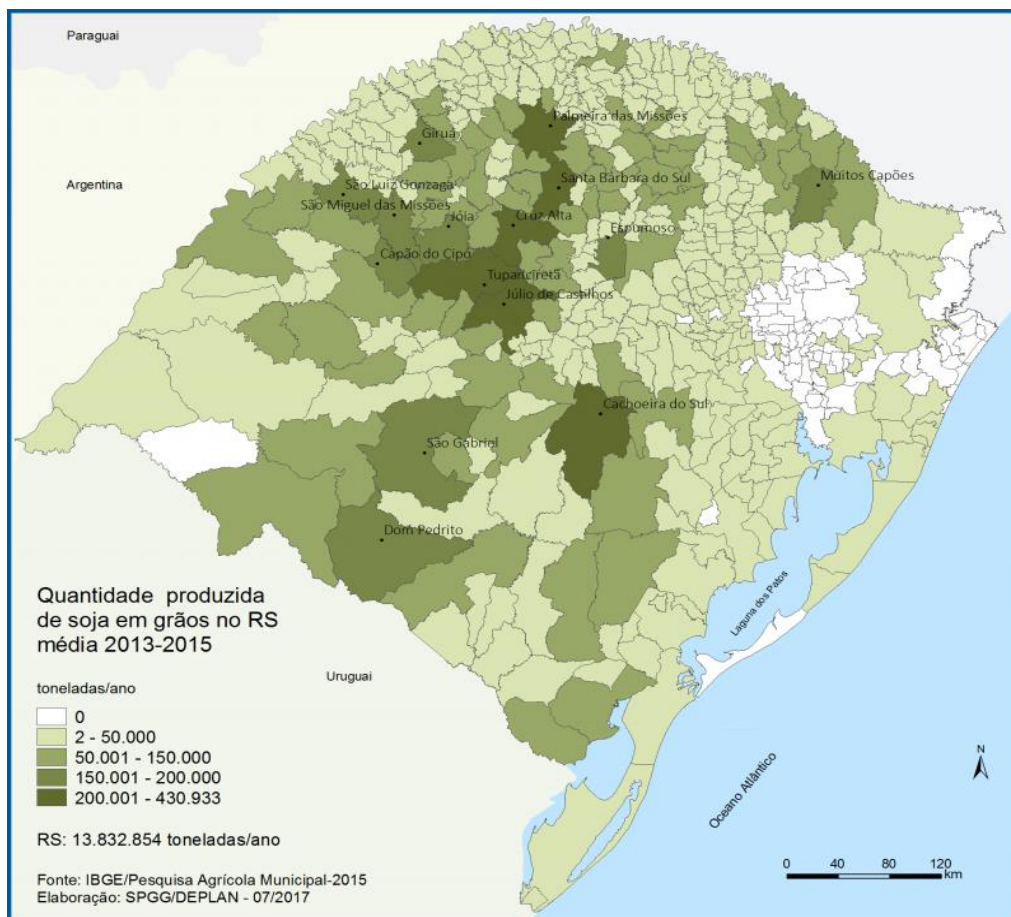 Paraguai
Palmeira das Missões
Giruá
Argentina
São Luiz Gonzaga
Santa Bárbara do Sul
Muitos Capões
São Miguel das Missões
Jóia
Cruz Alta
Espumoso
Capão do Cipó
Tupanciretã
Júlio de Castilhos
Cachoeira do Sul
São Gabriel
Dom Pedrito
Laguna dos Patos
Quantidade produzida
de soja em grãos no RS
média 2013-2015
Uruguai
toneladas/ano
0
2 - 50.000
50.001 - 150.000
150.001 - 200.000
200.001 - 430.933
Oceano Atlântico
N
RS: 13.832.854 toneladas/ano
0 40 80 120
km
Fonte: IBGE/Pesquisa Agrícola Municipal-2015
Elaboração: SPGG/DEPLAN - 07/2017